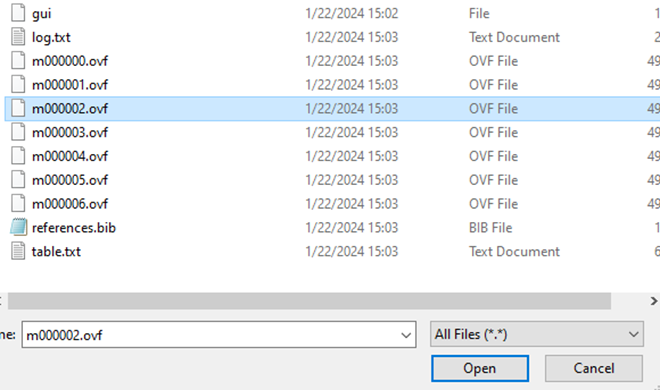 gui 1/22/2024 15:02 File 1
log.txt 1/22/2024 15:03 Text Document 2
m000000.ovf 1/22/2024 15:03 OVF File 49
m000001.ovf 1/22/2024 15:03 OVF File 49
m000002.ovf 1/22/2024 15:03 OVF File 49
m000003.ovf 1/22/2024 15:03 OVF File 49
m000004.ovf 1/22/2024 15:03 OVF File 49
m000005.ovf 1/22/2024 15:03 OVF File 49
m000006.ovf 1/22/2024 15:03 OVF File 49
references.bib 1/22/2024 15:03 BIB File 1
table.txt 1/22/2024 15:03 Text Document 6
me: m000002.ovf All Files (*.*)
Open Cancel